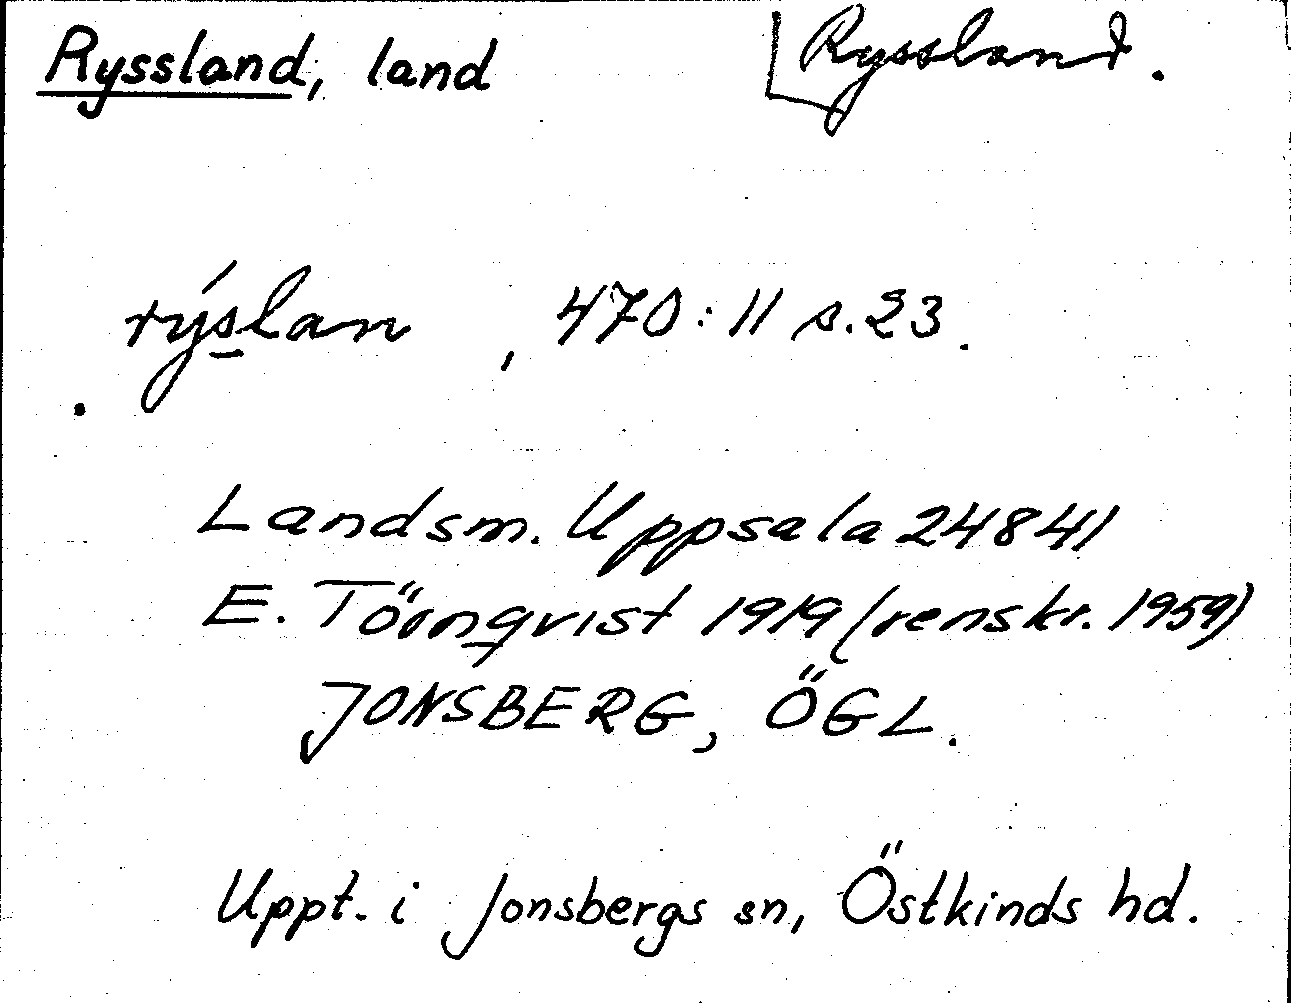 Ryssland, land
Ryssland.
rýslan, 470:11 s.23.
Landsm. Uppsala 24841
E. Törnqvist 1919 (renskr. 1959)
JONSBERG, ÖGL.
Uppt. i Jonsbergs sn, Östkinds hd.